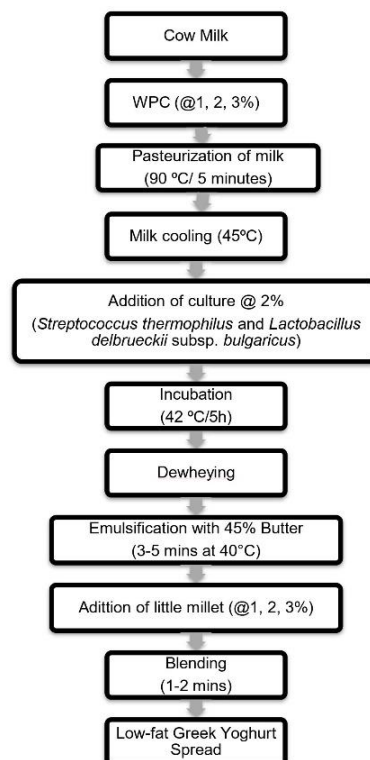 Cow Milk
WPC (@1, 2, 3%)
Pasteurization of milk
(90 ºC/ 5 minutes)
Milk cooling (45ºC)
Addition of culture @ 2%
(Streptococcus thermophilus and Lactobacillus
delbrueckii subsp. bulgaricus)
Incubation
(42 ºC/5h)
Dewheying
Emulsification with 45% Butter
(3-5 mins at 40°C)
Adittion of little millet (@1, 2, 3%)
Blending
(1-2 mins)
Low-fat Greek Yoghurt
Spread